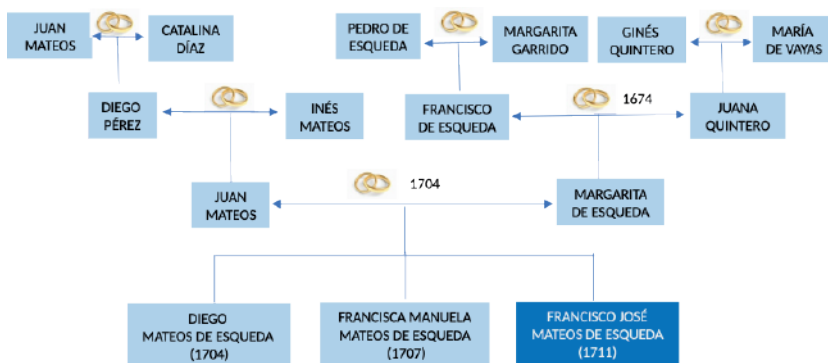 JUAN
MATEOS
CATALINA
DÍAZ
PEDRO DE
ESQUEDA
MARGARITA
GARRIDO
GINÉS
QUINTERO
MARÍA
DE VAYAS
DIEGO
PÉREZ
INÉS
MATEOS
FRANCISCO
DE ESQUEDA
1674
JUANA
QUINTERO
JUAN
MATEOS
1704
MARGARITA
DE ESQUEDA
DIEGO
MATEOS DE ESQUEDA
(1704)
FRANCISCA MANUELA
MATEOS DE ESQUEDA
(1707)
FRANCISCO JOSÉ
MATEOS DE ESQUEDA
(1711)